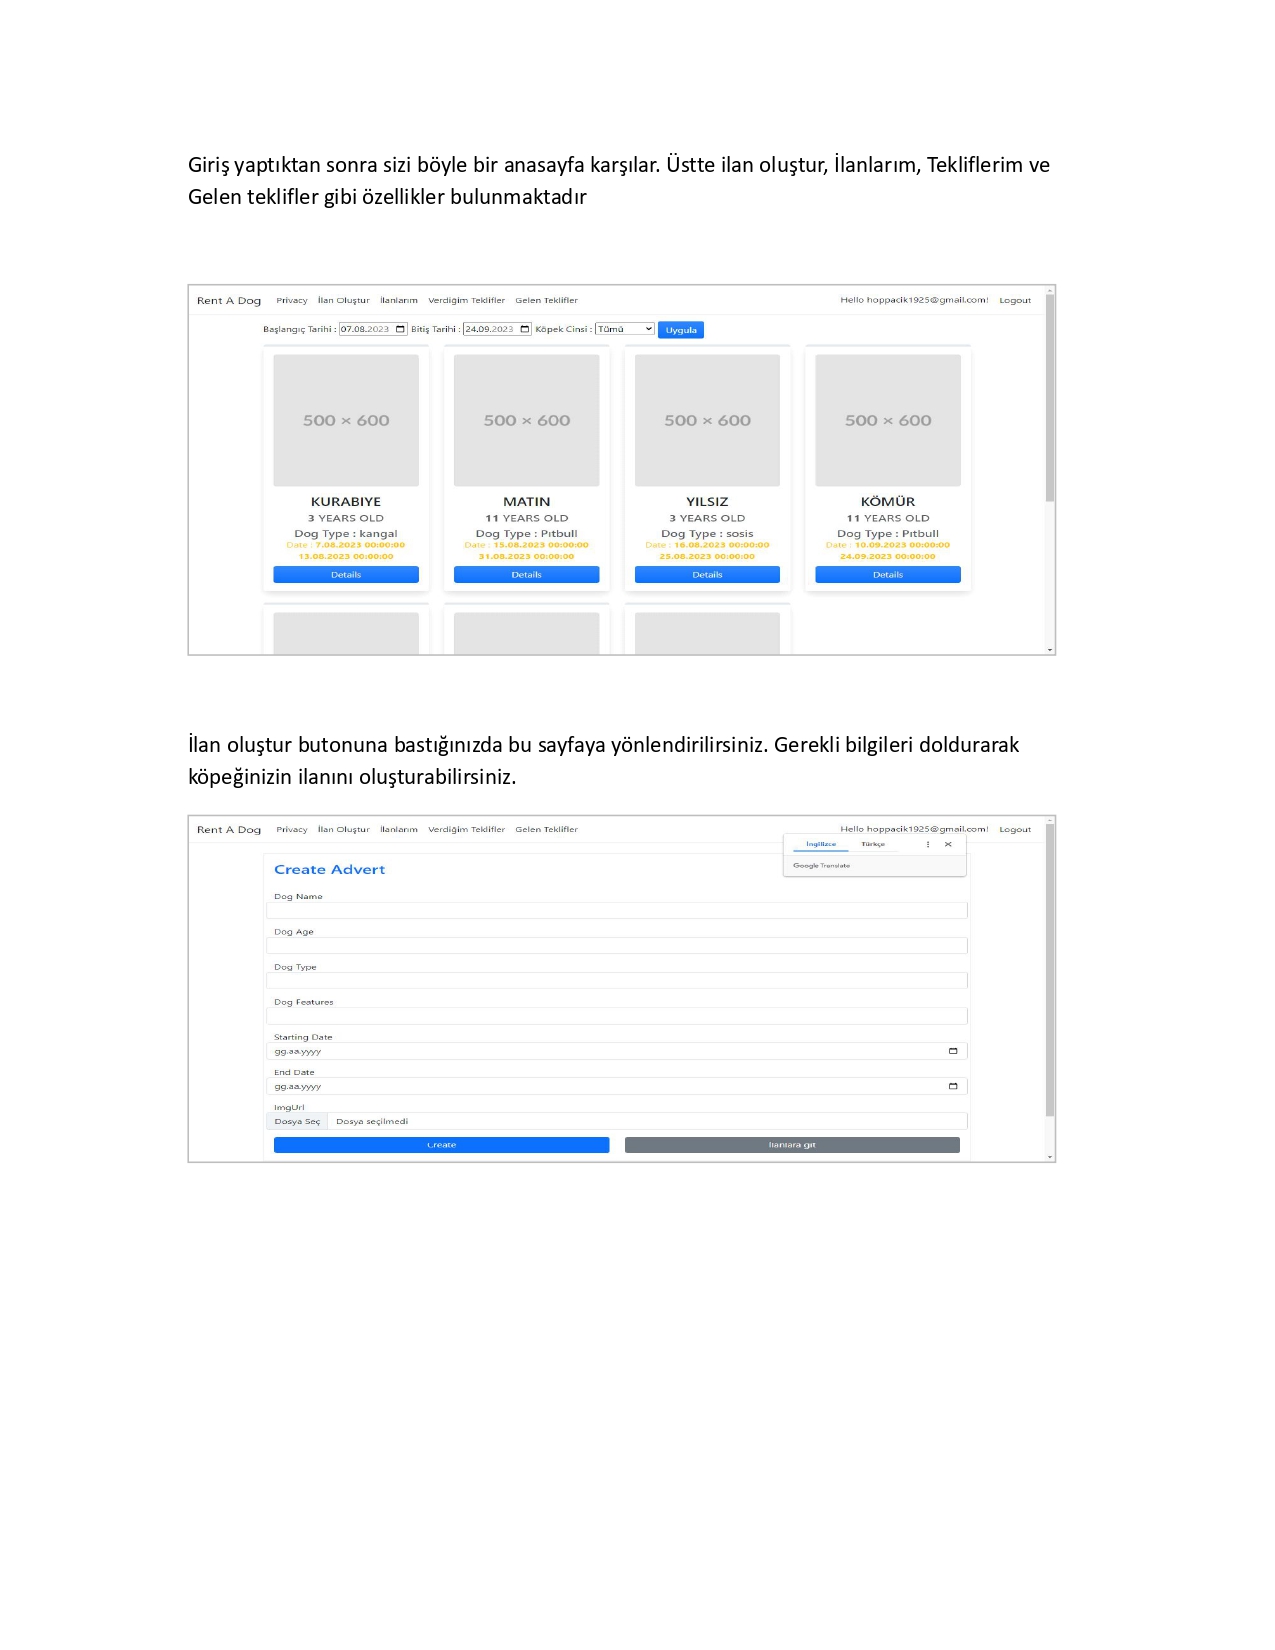 Giriş yaptıktan sonra sizi böyle bir anasayfa karşılar. Üstte ilan oluştur, İlanlarım, Tekliflerim ve
Gelen teklifler gibi özellikler bulunmaktadır
Rent A Dog Privacy İlan Oluştur İlanlarım Verdiğim Teklifler Gelen Teklifler Hello hoppacik1925@gmail.com! Logout
Başlangıç Tarihi : 07.08.2023 Bitiş Tarihi : 24.09.2023 Köpek Cinsi : Tümü Uygula
500 × 600 500 × 600 500 × 600 500 × 600
KURABIYE MATIN YILSIZ KÖMÜR
3 YEARS OLD 11 YEARS OLD 3 YEARS OLD 11 YEARS OLD
Dog Type : kangal Dog Type : Pıtbull Dog Type : sosis Dog Type : Pıtbull
Date : 7.08.2023 00:00:00 Date : 15.08.2023 00:00:00 Date : 16.08.2023 00:00:00 Date : 10.09.2023 00:00:00
13.08.2023 00:00:00 31.08.2023 00:00:00 25.08.2023 00:00:00 24.09.2023 00:00:00
Details Details Details Details
İlan oluştur butonuna bastığınızda bu sayfaya yönlendirilirsiniz. Gerekli bilgileri doldurarak
köpeğinizin ilanını oluşturabilirsiniz.
Rent A Dog Privacy İlan Oluştur İlanlarım Verdiğim Teklifler Gelen Teklifler Hello hoppacik1925@gmail.com! Logout
İngilizce Türkçe
Google Translate
Create Advert
Dog Name
Dog Age
Dog Type
Dog Features
Starting Date
gg.aa.yyyy
End Date
gg.aa.yyyy
ImgUrl
Dosya Seç Dosya seçilmedi
Create İlanlara git